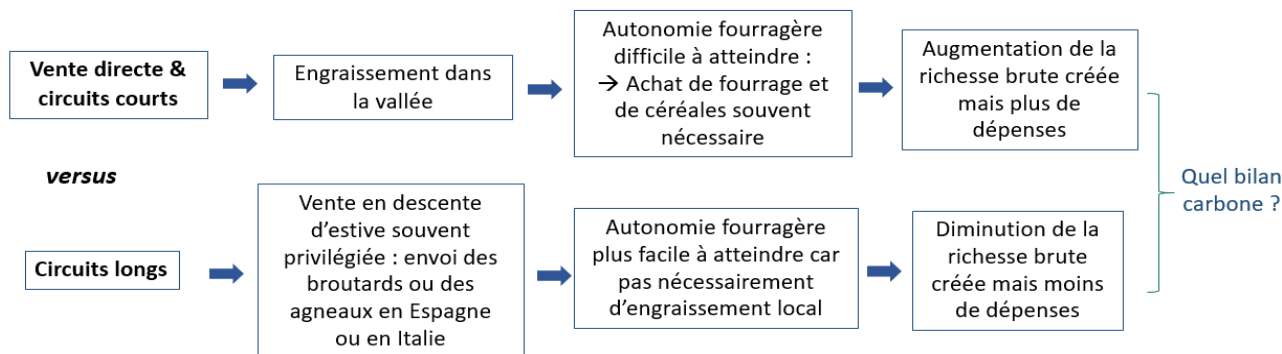 Vente directe &
circuits courts
Engraissement dans
la vallée
Autonomie fourragère
difficile à atteindre :
→ Achat de fourrage et
de céréales souvent
nécessaire
Augmentation de la
richesse brute créée
mais plus de
dépenses
versus
Circuits longs
Vente en descente
d’estive souvent
privilégiée : envoi des
broutards ou des
agneaux en Espagne
ou en Italie
Autonomie fourragère
plus facile à atteindre car
pas nécessairement
d’engraissement local
Diminution de la
richesse brute
créée mais moins
de dépenses
Quel bilan
carbone ?